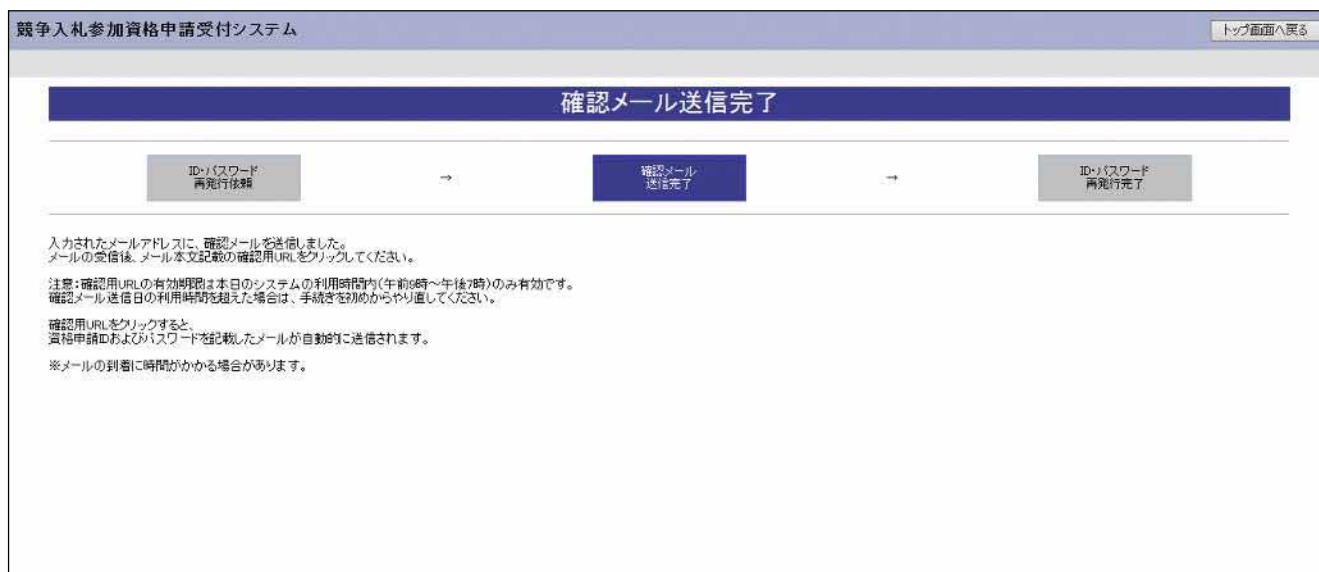 競争入札参加資格申請受付システム
トップ画面へ戻る
確認メール送信完了
ID・パスワード
再発行依頼
→
確認メール
送信完了
→
ID・パスワード
再発行完了
入力されたメールアドレスに、確認メールを送信しました。
メールの受信後、メール本文記載の確認用URLをクリックしてください。
注意:確認用URLの有効期限は本日のシステムの利用時間内(午前9時～午後7時)のみ有効です。
確認メール送信日の利用時間を超えた場合は、手続きを初めからやり直してください。
確認用URLをクリックすると、
資格申請IDおよびパスワードを記載したメールが自動的に送信されます。
※メールの到着に時間がかかる場合があります。